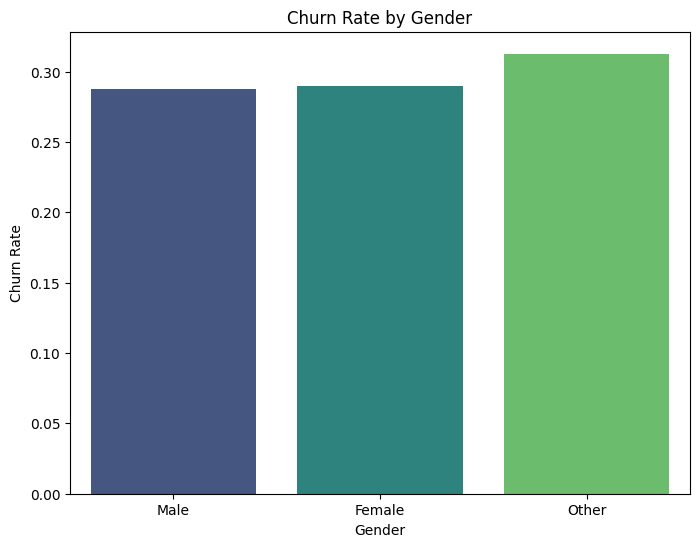 Churn Rate by Gender
Churn Rate
0.30
0.25
0.20
0.15
0.10
0.05
0.00
Male Female Other
Gender